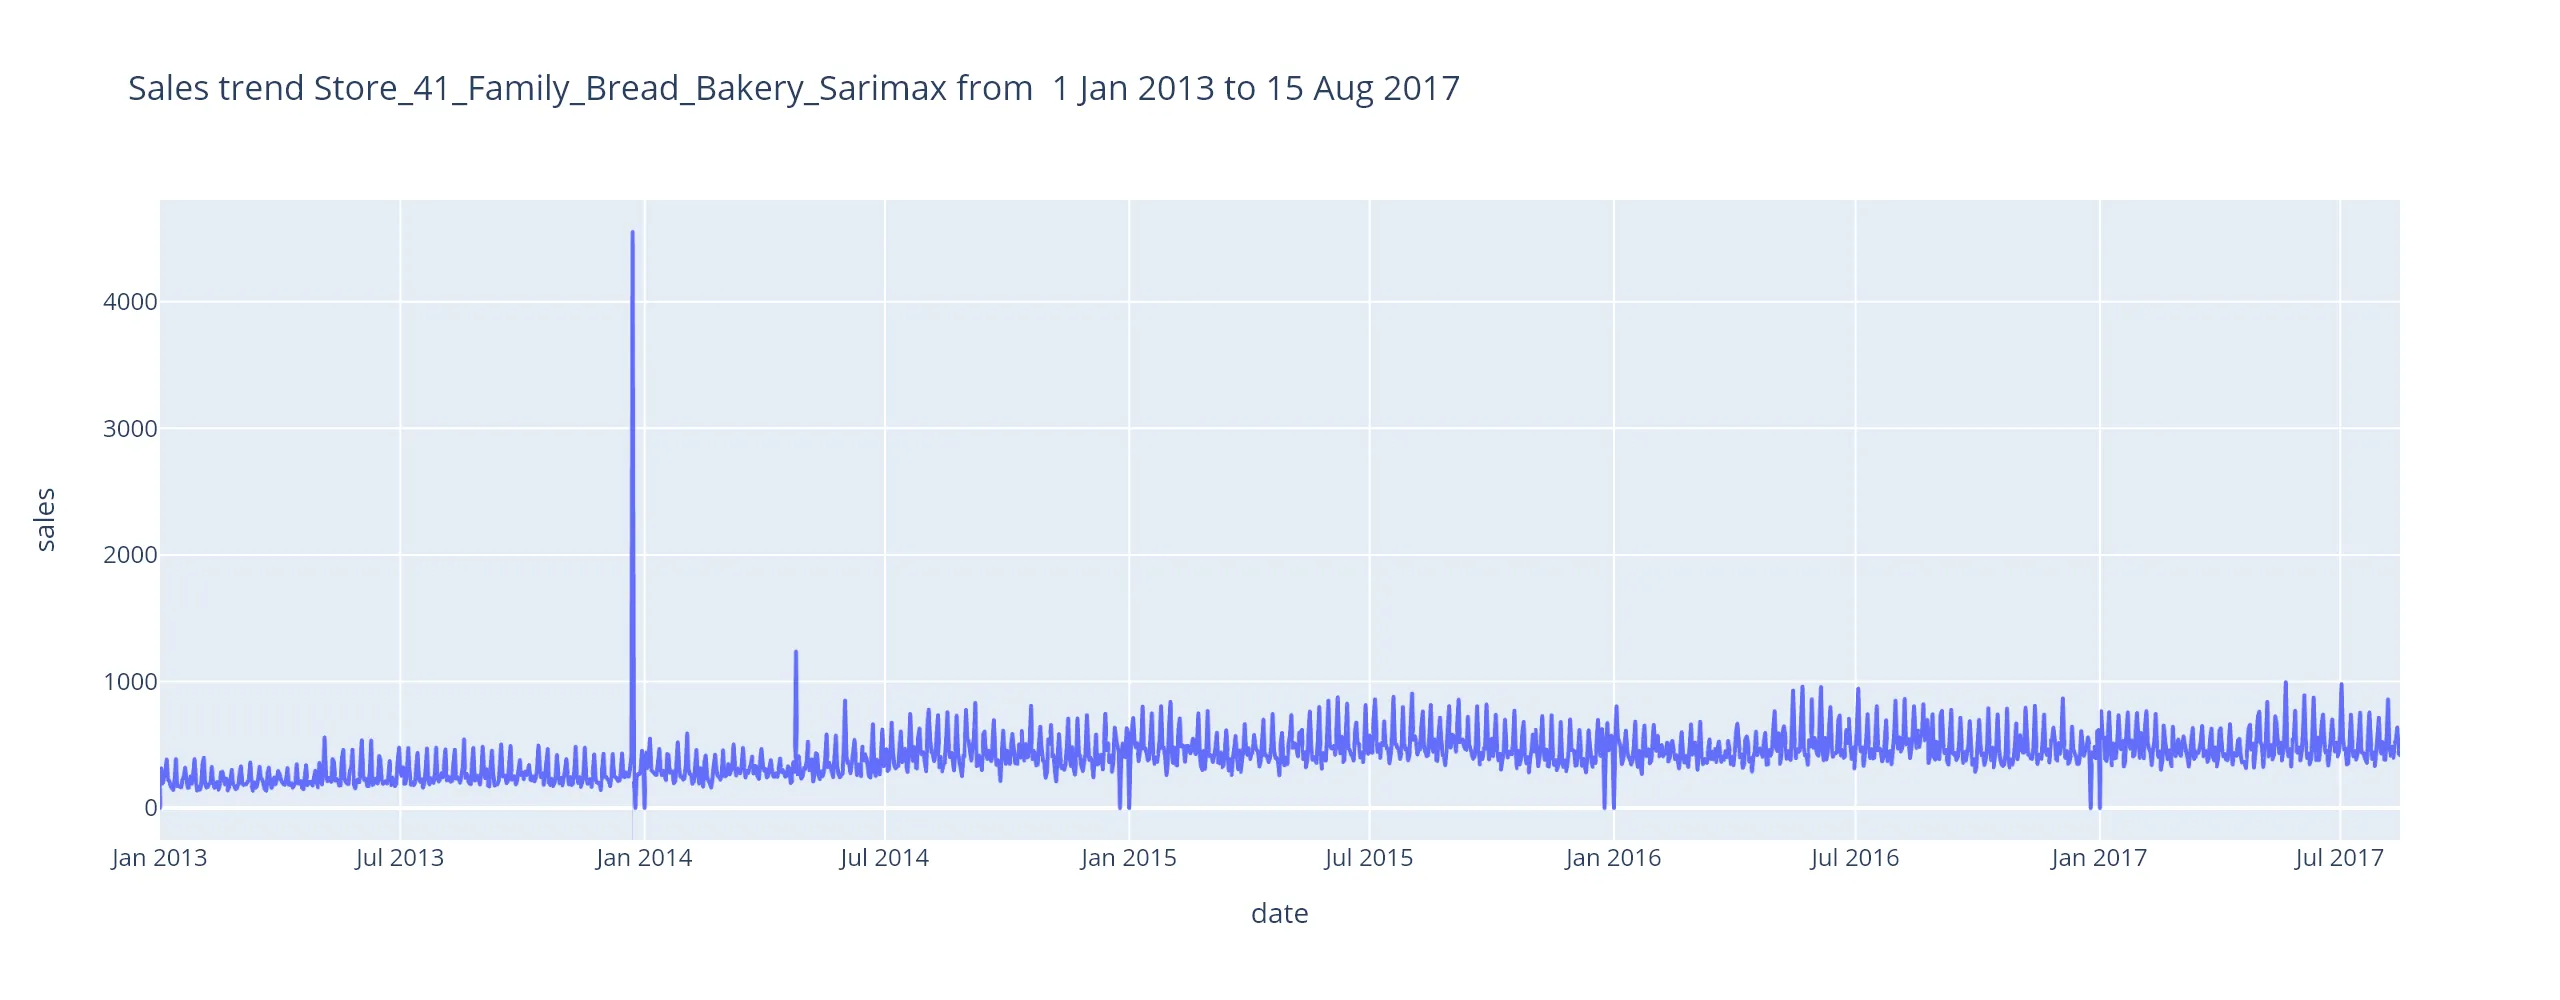 Sales trend Store_41_Family_Bread_Bakery_Sarimax from  1 Jan 2013 to 15 Aug 2017
4000
3000
2000
1000
0
sales
Jan 2013 Jul 2013 Jan 2014 Jul 2014 Jan 2015 Jul 2015 Jan 2016 Jul 2016 Jan 2017 Jul 2017
date